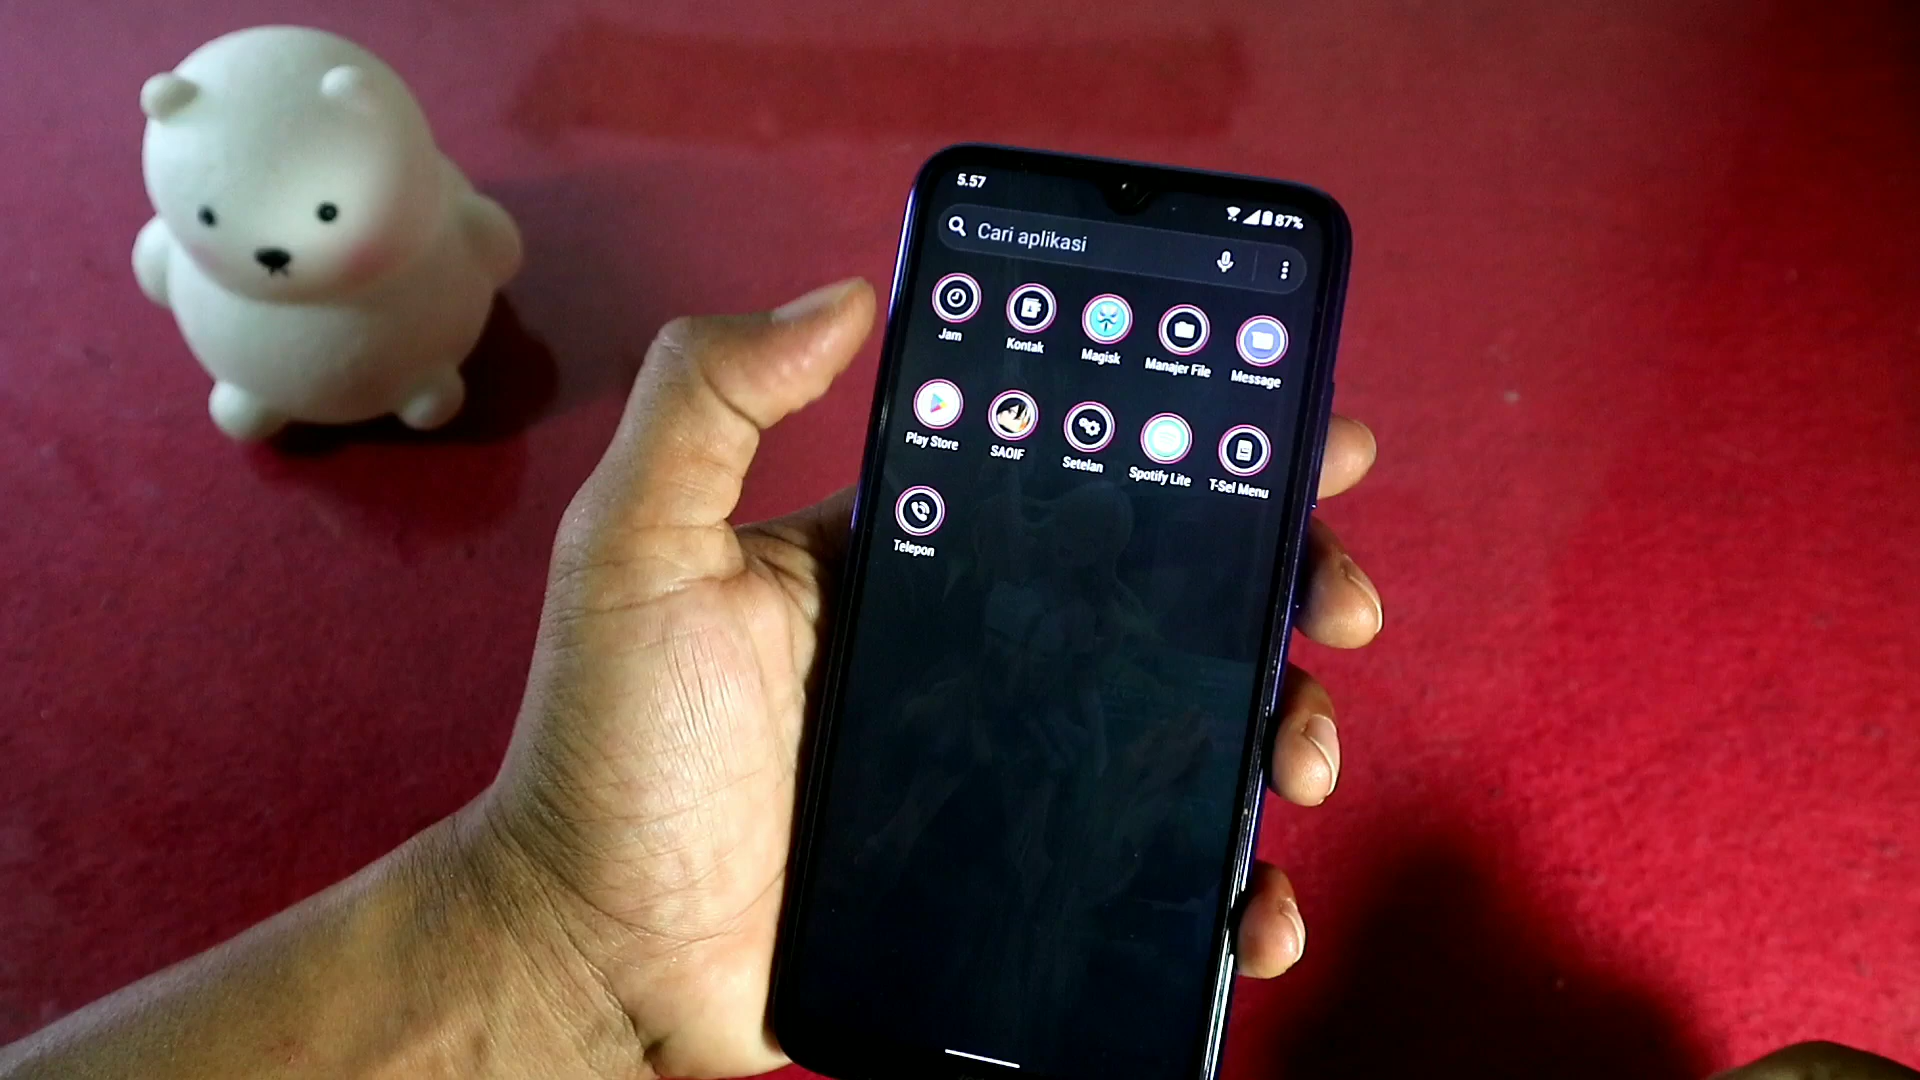 5.57
87%
Cari aplikasi
Jam
Kontak
Magisk
Manajer File
Message
Play Store
SAOIF
Setelan
Spotify Lite
T-Sel Menu
Telepon